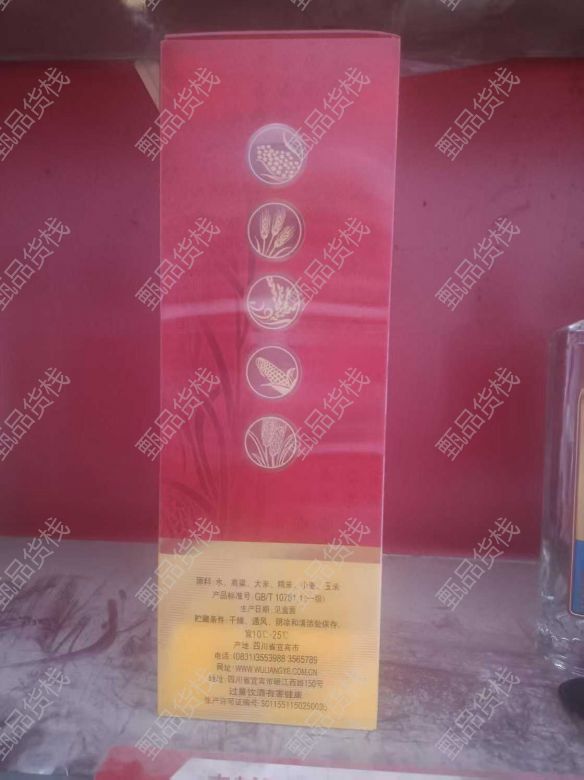 原料：水、高粱、大米、糯米、小麦、玉米
产品标准号：GB/T 10781.1（一级）
生产日期：见盒面
贮藏条件：干燥、通风、阴凉和清洁处保存，
宜10℃-25℃
产地：四川省宜宾市
电话：(0831)3553988 3565789
网址：WWW.WULIANGYE.COM.CN
地址：四川省宜宾市岷江西路150号
过量饮酒有害健康
生产许可证编号：SC11551150250025
甄品货栈